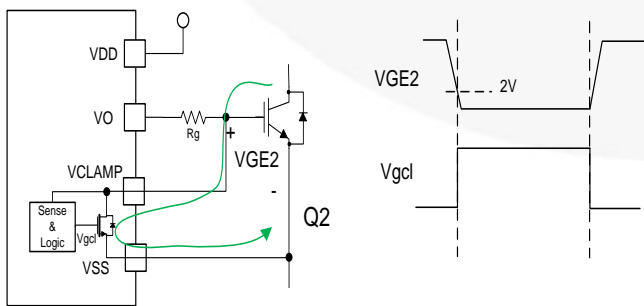 VDD
VO
Rg
+
VGE2
-
VCLAMP
Sense
&
Logic
Vgcl
VSS
Q2
VGE2
2V
Vgcl